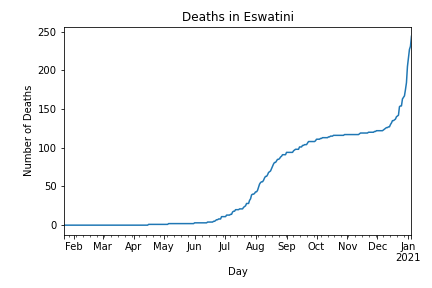 Deaths in Eswatini
Number of Deaths
250
200
150
100
50
0
Feb Mar Apr May Jun Jul Aug Sep Oct Nov Dec Jan
2021
Day